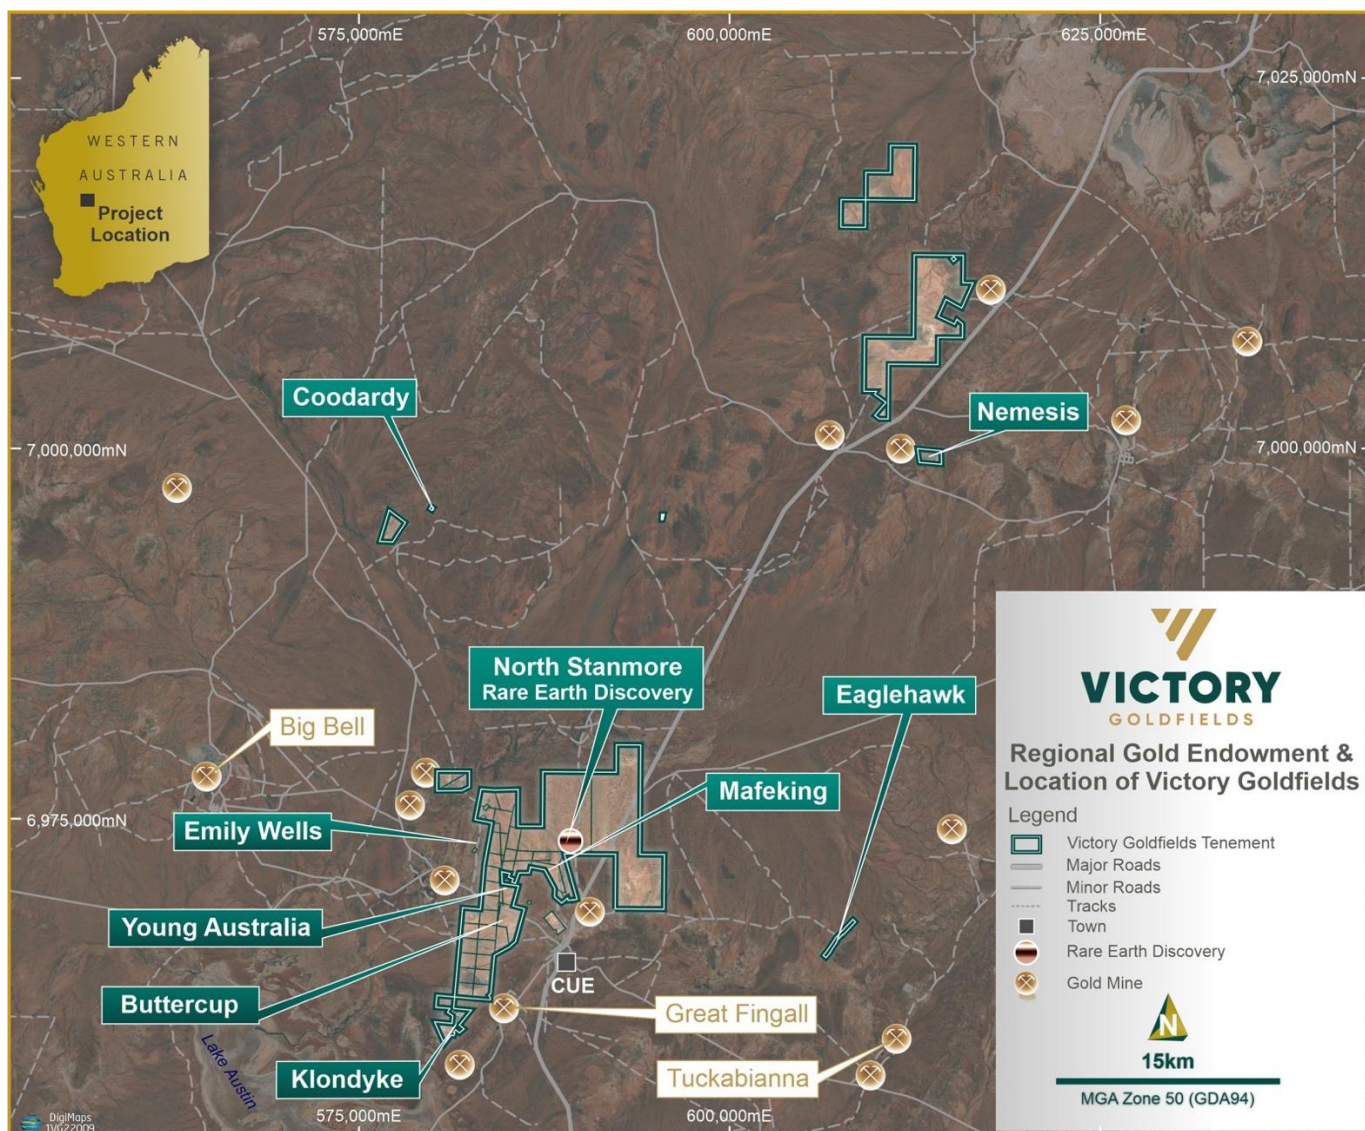 575,000mE
600,000mE
625,000mE
7,025,000mN
WESTERN
AUSTRALIA
Project
Location
Coodardy
Nemesis
7,000,000mN
7,000,000mN
North Stanmore
Rare Earth Discovery
Eaglehawk
Big Bell
Mafeking
6,975,000mN
Emily Wells
Young Australia
CUE
Buttercup
Great Fingall
Lake Austin
Klondyke
Tuckabianna
575,000mE
600,000mE
DigiMaps
1VG22009
VICTORY
GOLDFIELDS
Regional Gold Endowment &
Location of Victory Goldfields
Legend
Victory Goldfields Tenement
Major Roads
Minor Roads
Tracks
Town
Rare Earth Discovery
Gold Mine
N
15km
MGA Zone 50 (GDA94)